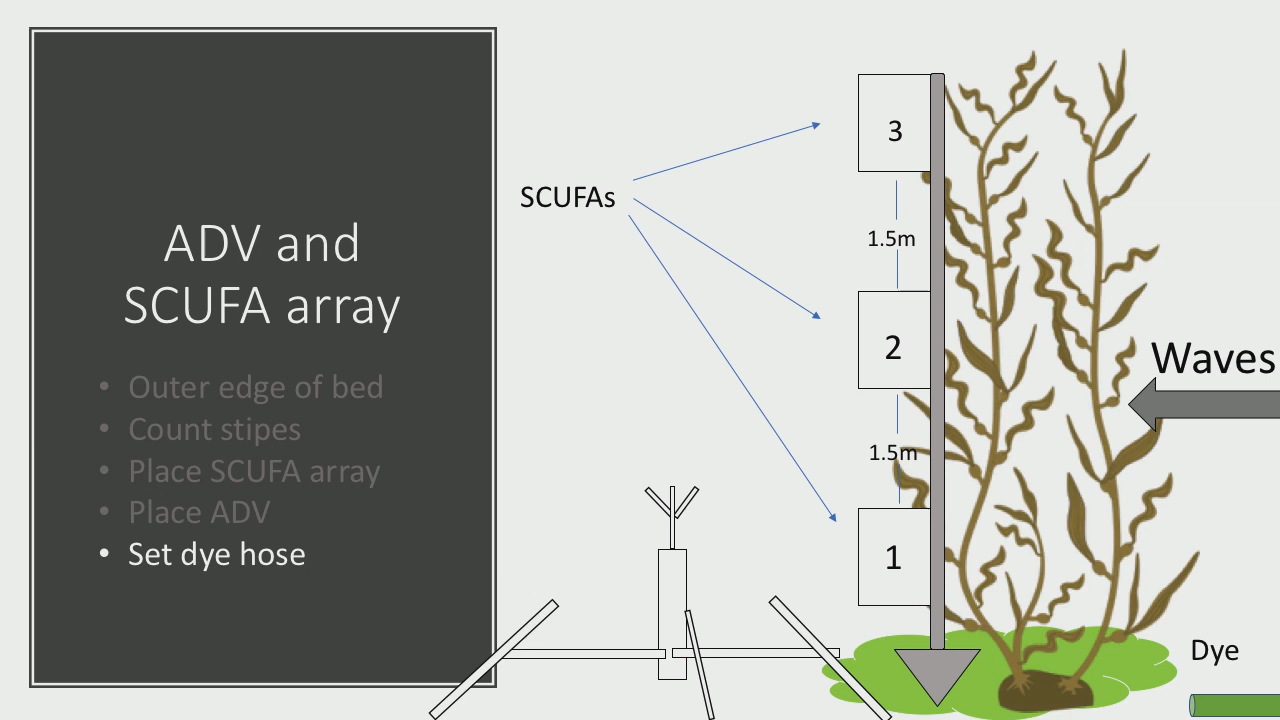 ADV and
SCUFA array
• Outer edge of bed
• Count stipes
• Place SCUFA array
• Place ADV
• Set dye hose
SCUFAs
3
1.5m
2
1.5m
1
Waves
Dye